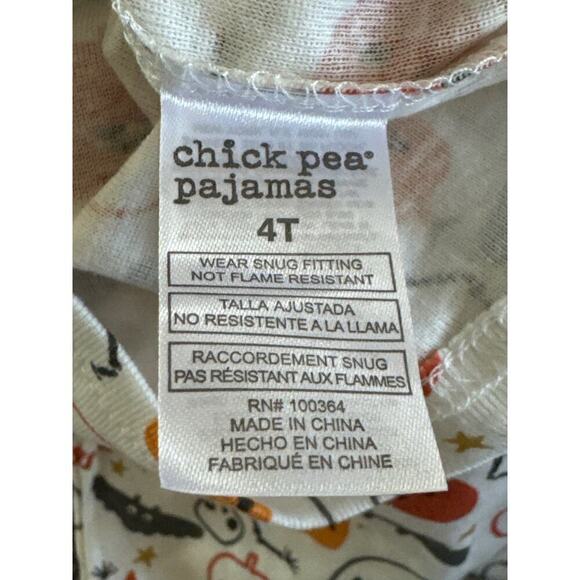 chick pea®
pajamas
4T
WEAR SNUG FITTING
NOT FLAME RESISTANT
TALLA AJUSTADA
NO RESISTENTE A LA LLAMA
RACCORDEMENT SNUG
PAS RÉSISTANT AUX FLAMMES
RN# 100364
MADE IN CHINA
HECHO EN CHINA
FABRIQUÉ EN CHINE